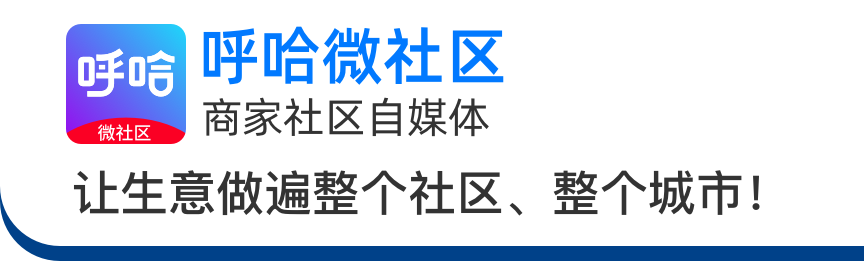 呼哈
微社区
呼哈微社区
商家社区自媒体
让生意做遍整个社区、整个城市！